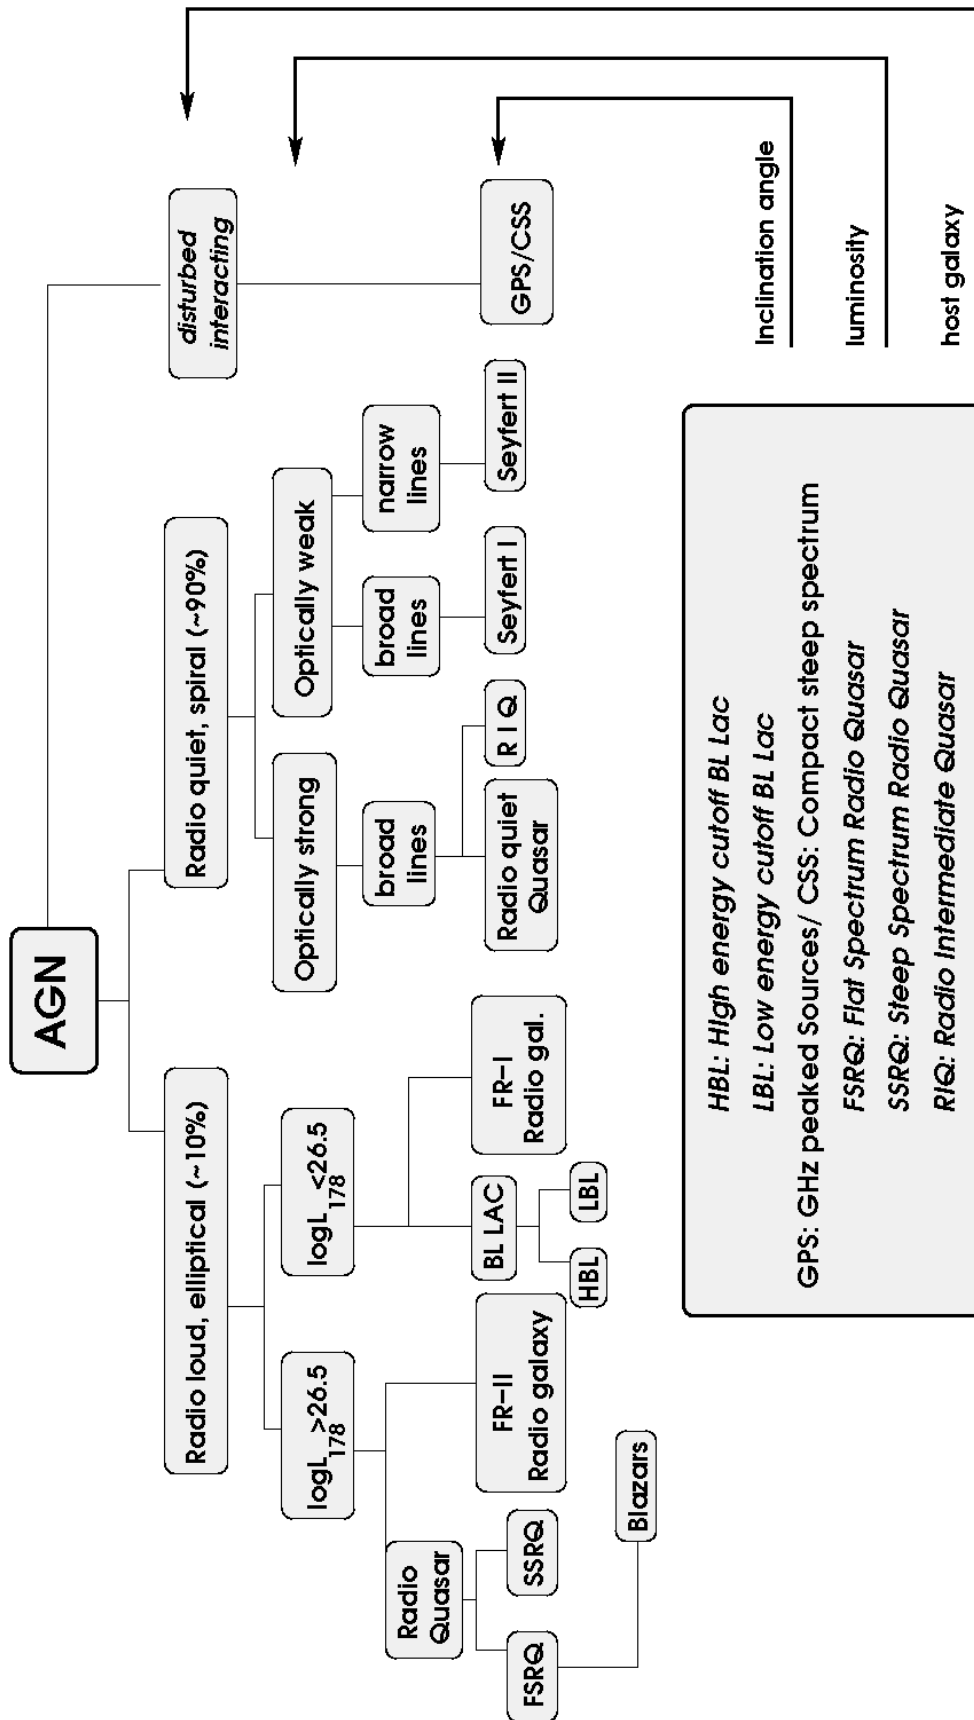 AGN
Radio loud, elliptical (~10%)
Radio quiet, spiral (~90%)
disturbed
interacting
logL178 >26.5
logL178 <26.5
Optically strong
Optically weak
Radio
Quasar
broad
lines
broad
lines
narrow
lines
FSRQ
SSRQ
FR-II
Radio galaxy
BL LAC
FR-I
Radio gal.
Radio quiet
Quasar
R I Q
Seyfert I
Seyfert II
GPS/CSS
HBL
LBL
Blazars
HBL: High energy cutoff BL Lac
LBL: Low energy cutoff BL Lac
GPS: GHz peaked Sources/ CSS: Compact steep spectrum
FSRQ: Flat Spectrum Radio Quasar
SSRQ: Steep Spectrum Radio Quasar
RIQ: Radio Intermediate Quasar
Inclination angle
luminosity
host galaxy